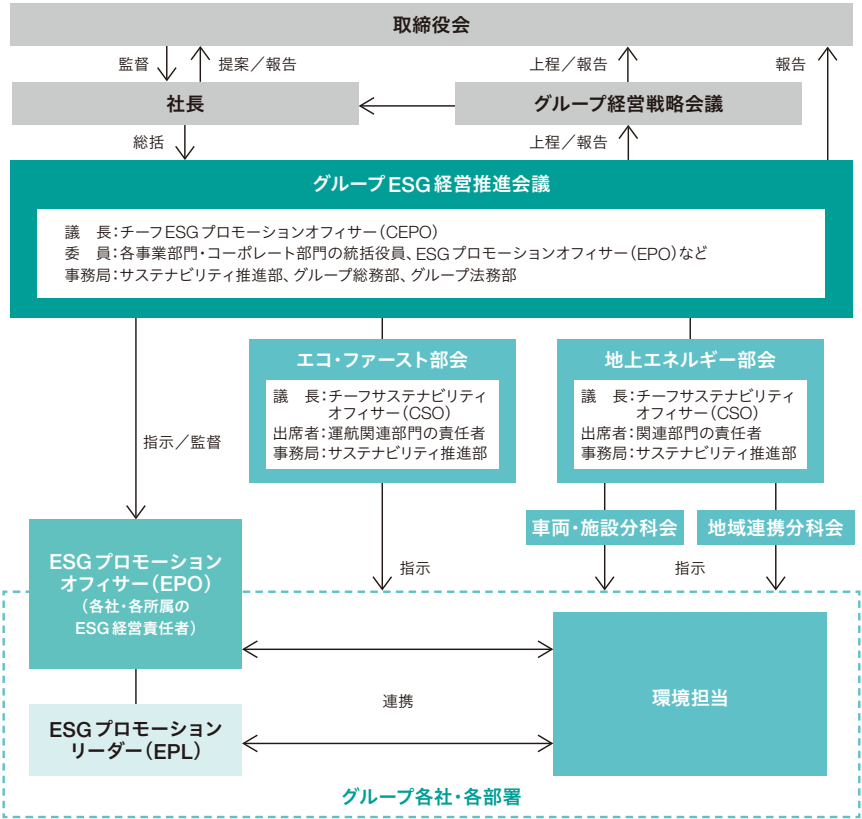 取締役会
監督
提案／報告
上程／報告
報告
社長
グループ経営戦略会議
総括
上程／報告
グループESG経営推進会議
議　長：チーフESGプロモーションオフィサー（CEPO）
委　員：各事業部門・コーポレート部門の統括役員、ESGプロモーションオフィサー（EPO）など
事務局：サステナビリティ推進部、グループ総務部、グループ法務部
エコ・ファースト部会
議　長：チーフサステナビリティ
オフィサー（CSO）
出席者：運航関連部門の責任者
事務局：サステナビリティ推進部
地上エネルギー部会
議　長：チーフサステナビリティ
オフィサー（CSO）
出席者：関連部門の責任者
事務局：サステナビリティ推進部
指示／監督
車両・施設分科会
地域連携分科会
指示
指示
ESGプロモーション
オフィサー（EPO）
（各社・各所属の
ESG経営責任者）
連携
環境担当
ESGプロモーション
リーダー（EPL）
グループ各社・各部署